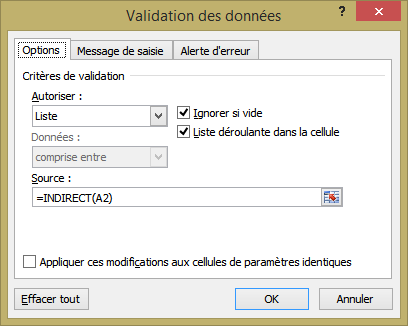 Validation des données
Options
Message de saisie
Alerte d'erreur
Critères de validation
Autoriser :
Liste
Ignorer si vide
Liste déroulante dans la cellule
Données :
comprise entre
Source :
=INDIRECT(A2)
Appliquer ces modifications aux cellules de paramètres identiques
Effacer tout
OK
Annuler